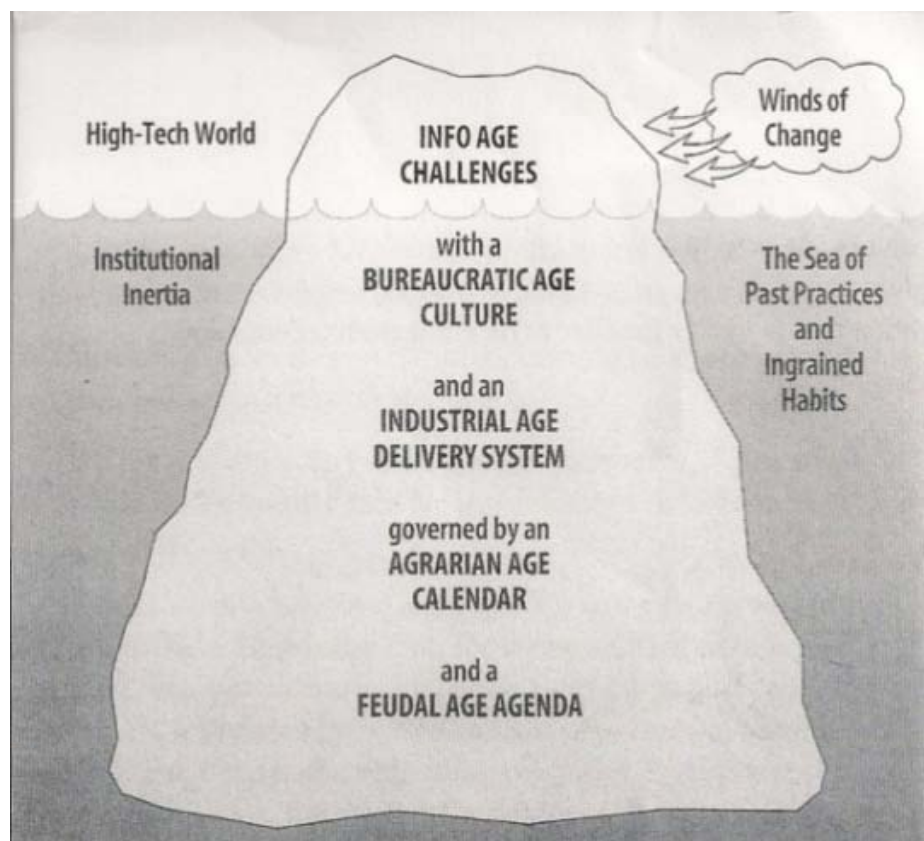 High-Tech World
INFO AGE
CHALLENGES
Winds of
Change
Institutional
Inertia
with a
BUREAUCRATIC AGE
CULTURE
and an
INDUSTRIAL AGE
DELIVERY SYSTEM
governed by an
AGRARIAN AGE
CALENDAR
and a
FEUDAL AGE AGENDA
The Sea of
Past Practices
and
Ingrained
Habits